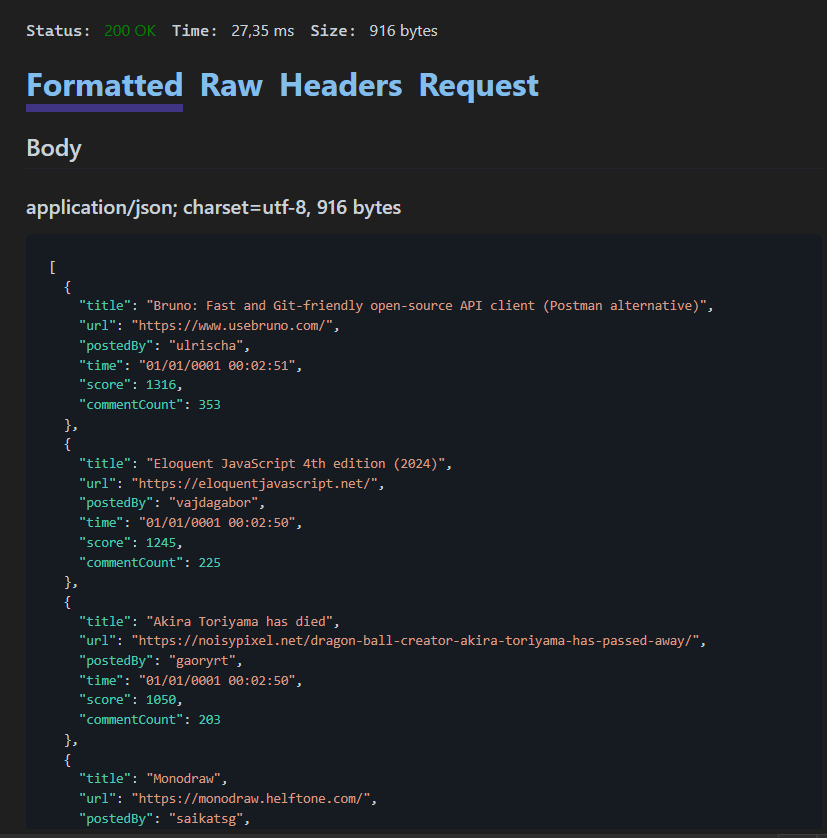 Status: 200 OK Time: 27,35 ms Size: 916 bytes
Formatted Raw Headers Request
Body
application/json; charset=utf-8, 916 bytes
[
  {
    "title": "Bruno: Fast and Git-friendly open-source API client (Postman alternative)",
    "url": "https://www.usebruno.com/",
    "postedBy": "ulrischa",
    "time": "01/01/0001 00:02:51",
    "score": 1316,
    "commentCount": 353
  },
  {
    "title": "Eloquent JavaScript 4th edition (2024)",
    "url": "https://eloquentjavascript.net/",
    "postedBy": "vajdagabor",
    "time": "01/01/0001 00:02:50",
    "score": 1245,
    "commentCount": 225
  },
  {
    "title": "Akira Toriyama has died",
    "url": "https://noisypixel.net/dragon-ball-creator-akira-toriyama-has-passed-away/",
    "postedBy": "gaoryrt",
    "time": "01/01/0001 00:02:50",
    "score": 1050,
    "commentCount": 203
  },
  {
    "title": "Monodraw",
    "url": "https://monodraw.helftone.com/",
    "postedBy": "saikatsg",